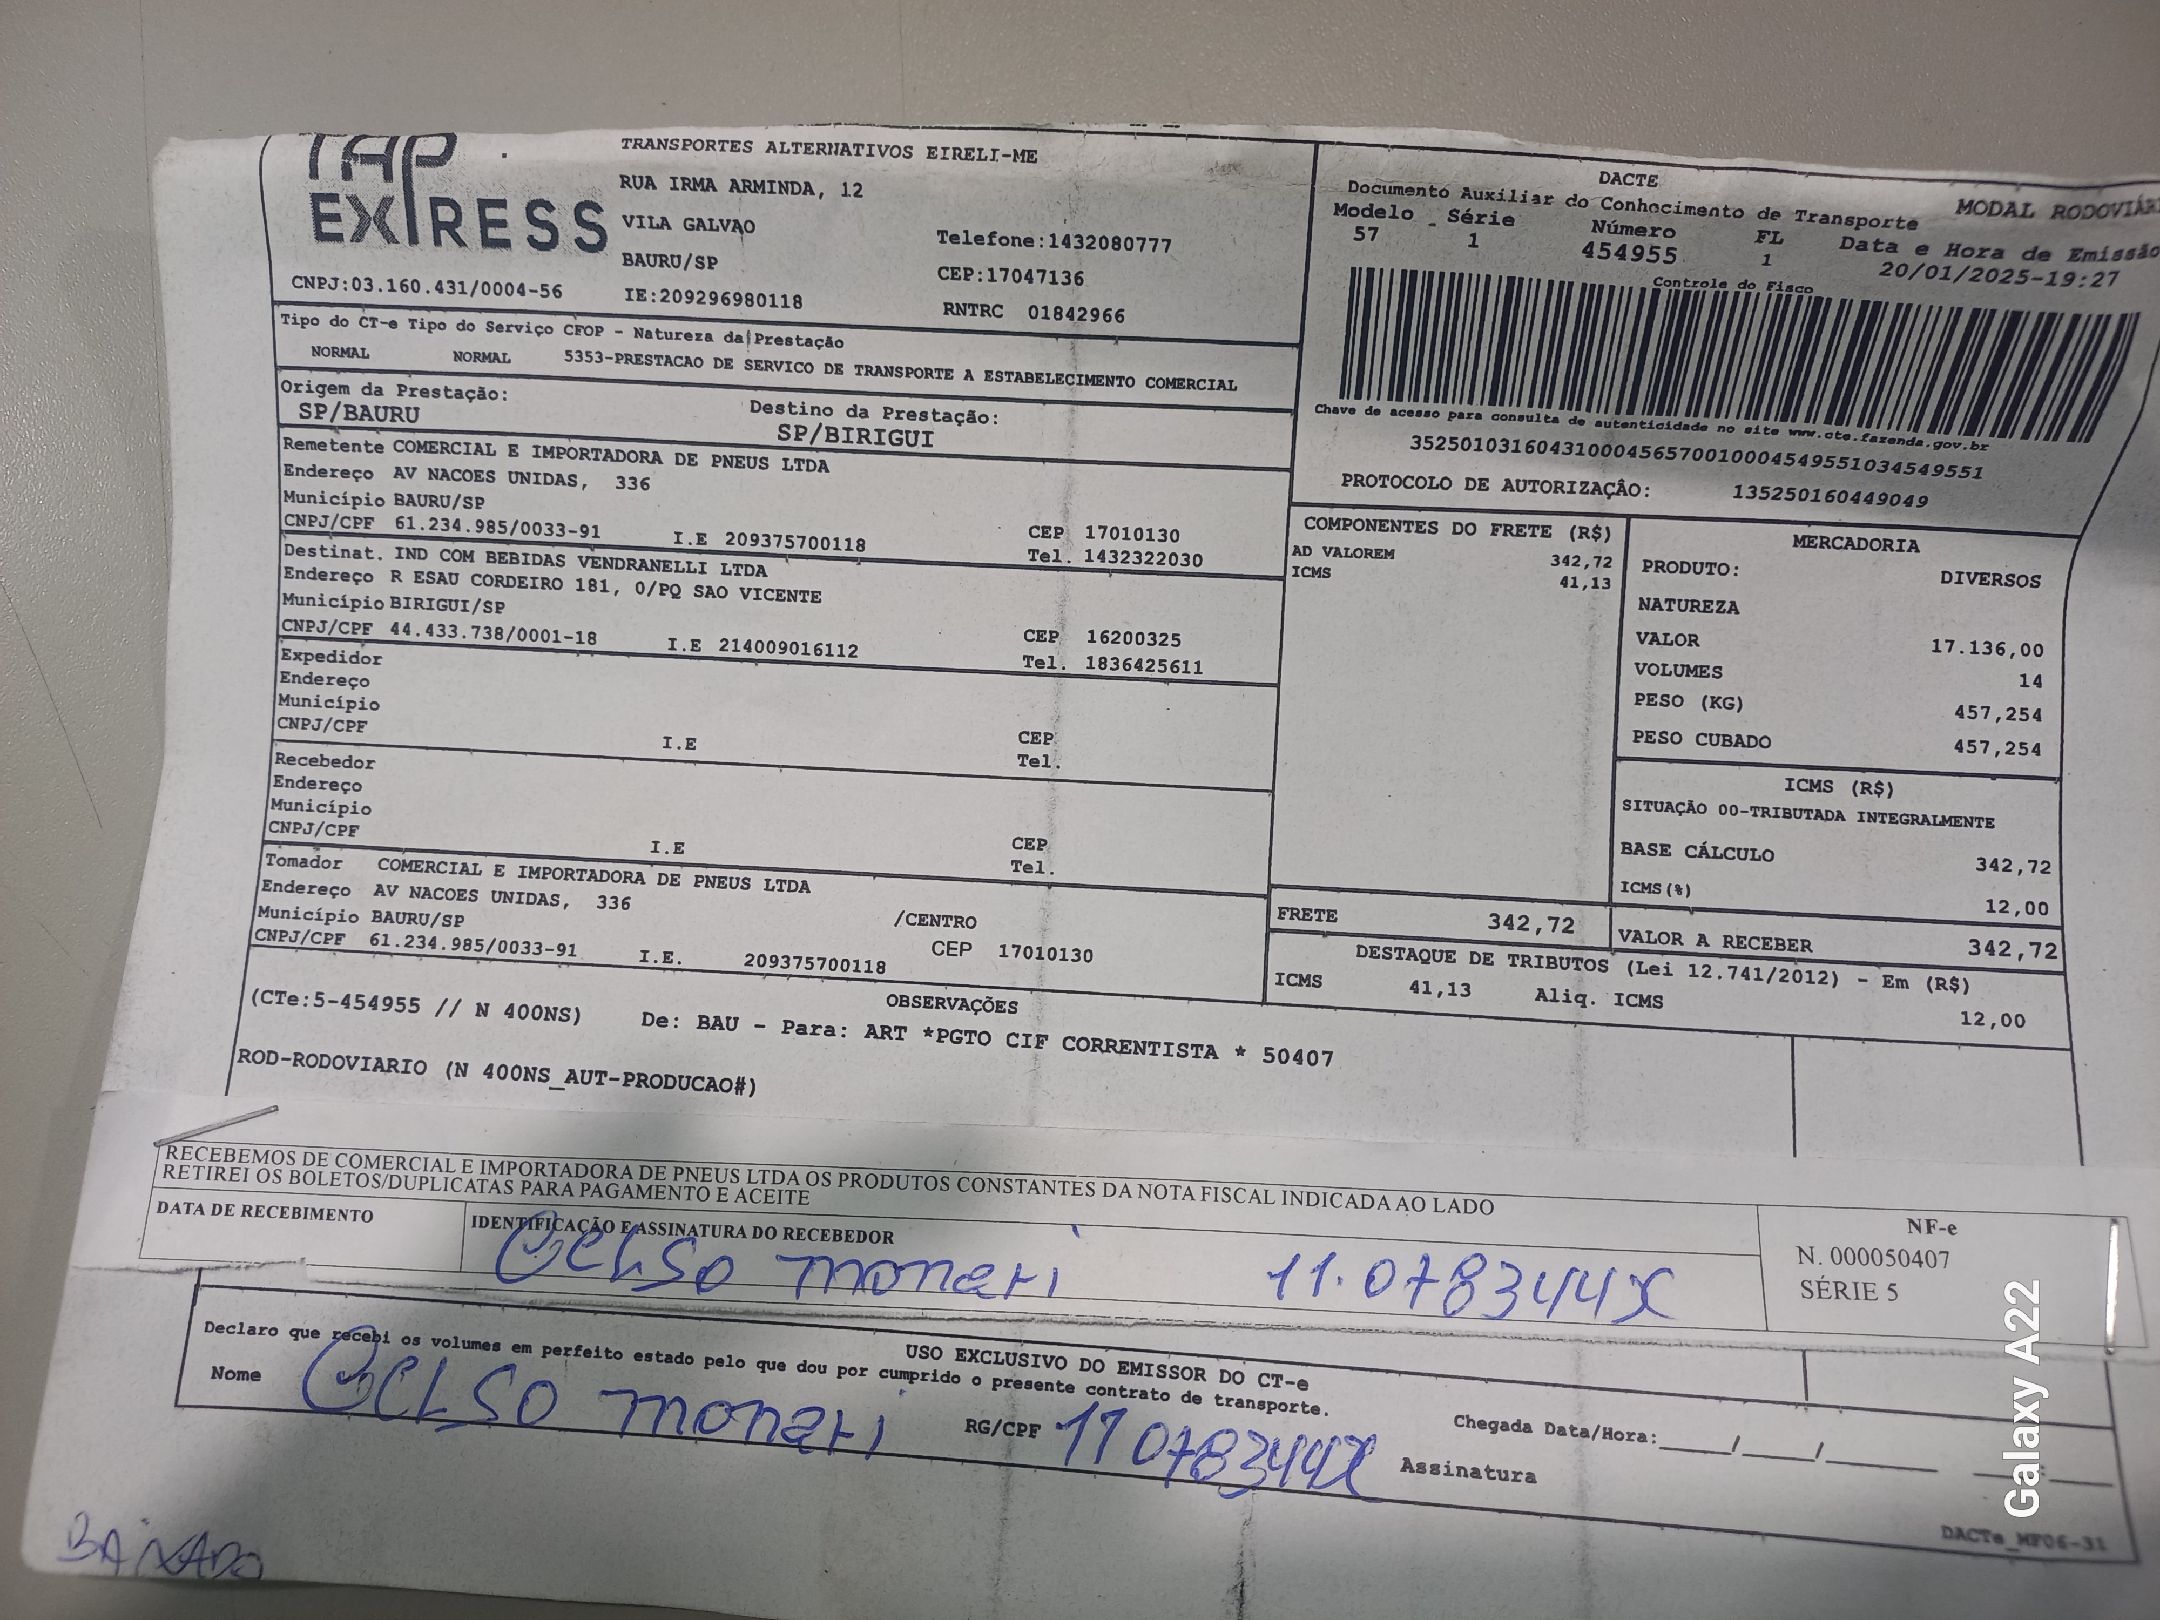 TAP
EXPRESS
CNPJ:03.160.431/0004-56
TRANSPORTES ALTERNATIVOS EIRELI-ME
RUA IRMA ARMINDA, 12
VILA GALVAO
BAURU/SP
IE:209296980118
Telefone:1432080777
CEP:17047136
RNTRC 01842966
DACTE
Documento Auxiliar do Conhocimento de Transporte
MODAL RODOVIÁRI
Modelo Série Número FL Data e Hora de Emissão
57 1 454955 1 20/01/2025-19:27
Controle do Fisco
Chave de acesso para consulta de autenticidade no site www.cte.fazenda.gov.br
35250103160431000456570010004549551034549551
PROTOCOLO DE AUTORIZAÇÂO: 135250160449049
Tipo do CT-e Tipo do Serviço CFOP - Natureza da Prestação
NORMAL NORMAL 5353-PRESTACAO DE SERVICO DE TRANSPORTE A ESTABELECIMENTO COMERCIAL
Origem da Prestação: Destino da Prestação:
SP/BAURU SP/BIRIGUI
Remetente COMERCIAL E IMPORTADORA DE PNEUS LTDA
Endereço AV NACOES UNIDAS, 336
Município BAURU/SP
CNPJ/CPF 61.234.985/0033-91 I.E 209375700118 CEP 17010130
Tel. 1432322030
Destinat. IND COM BEBIDAS VENDRANELLI LTDA
Endereço R ESAU CORDEIRO 181, 0/PQ SAO VICENTE
Município BIRIGUI/SP
CNPJ/CPF 44.433.738/0001-18 I.E 214009016112 CEP 16200325
Tel. 1836425611
Expedidor
Endereço
Município
CNPJ/CPF I.E CEP
Tel.
Recebedor
Endereço
Município
CNPJ/CPF I.E CEP
Tel.
Tomador COMERCIAL E IMPORTADORA DE PNEUS LTDA
Endereço AV NACOES UNIDAS, 336 /CENTRO
Município BAURU/SP
CNPJ/CPF 61.234.985/0033-91 I.E. 209375700118 CEP 17010130
COMPONENTES DO FRETE (R$)
AD VALOREM 342,72
ICMS 41,13
MERCADORIA
PRODUTO: DIVERSOS
NATUREZA
VALOR 17.136,00
VOLUMES 14
PESO (KG) 457,254
PESO CUBADO 457,254
ICMS (R$)
SITUAÇÃO 00-TRIBUTADA INTEGRALMENTE
BASE CÁLCULO 342,72
ICMS(%) 12,00
FRETE 342,72
VALOR A RECEBER 342,72
DESTAQUE DE TRIBUTOS (Lei 12.741/2012) - Em (R$)
ICMS 41,13 Aliq. ICMS 12,00
OBSERVAÇÕES
(CTe:5-454955 // N 400NS) De: BAU - Para: ART *PGTO CIF CORRENTISTA * 50407
ROD-RODOVIARIO (N 400NS_AUT-PRODUCAO#)
RECEBEMOS DE COMERCIAL E IMPORTADORA DE PNEUS LTDA OS PRODUTOS CONSTANTES DA NOTA FISCAL INDICADA AO LADO
RETIREI OS BOLETOS/DUPLICATAS PARA PAGAMENTO E ACEITE
DATA DE RECEBIMENTO
IDENTIFICAÇÃO E ASSINATURA DO RECEBEDOR
CELSO monari 11.078344X
NF-e
N. 000050407
SÉRIE 5
USO EXCLUSIVO DO EMISSOR DO CT-e
Declaro que recebi os volumes em perfeito estado pelo que dou por cumprido o presente contrato de transporte.
Nome CELSO monari RG/CPF 11078344X
Chegada Data/Hora:____/____/______ ___:___
Assinatura
DACTe_MF06-31
BAIXADO
Galaxy A22